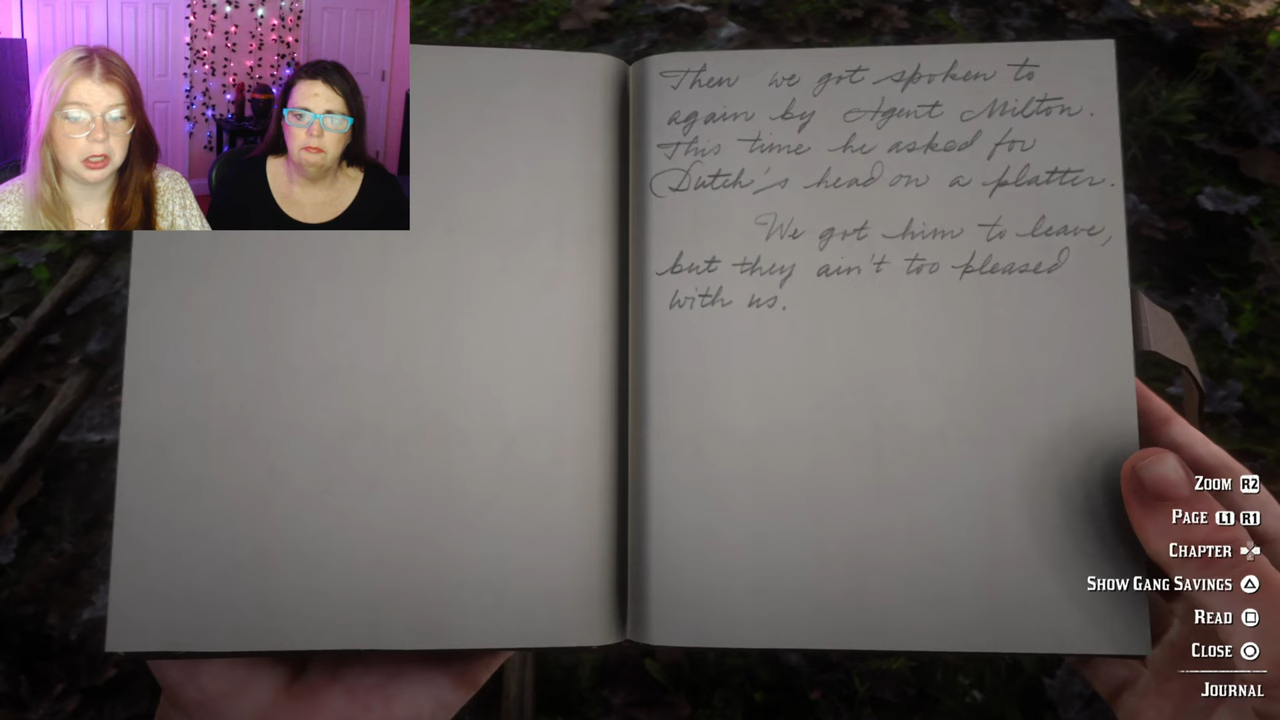 Then we got spoken to
again by Agent Milton.
This time he asked for
Dutch's head on a platter.
We got him to leave,
but they ain't too pleased
with us.
ZOOM R2
PAGE L1 R1
CHAPTER
SHOW GANG SAVINGS
READ
CLOSE
JOURNAL